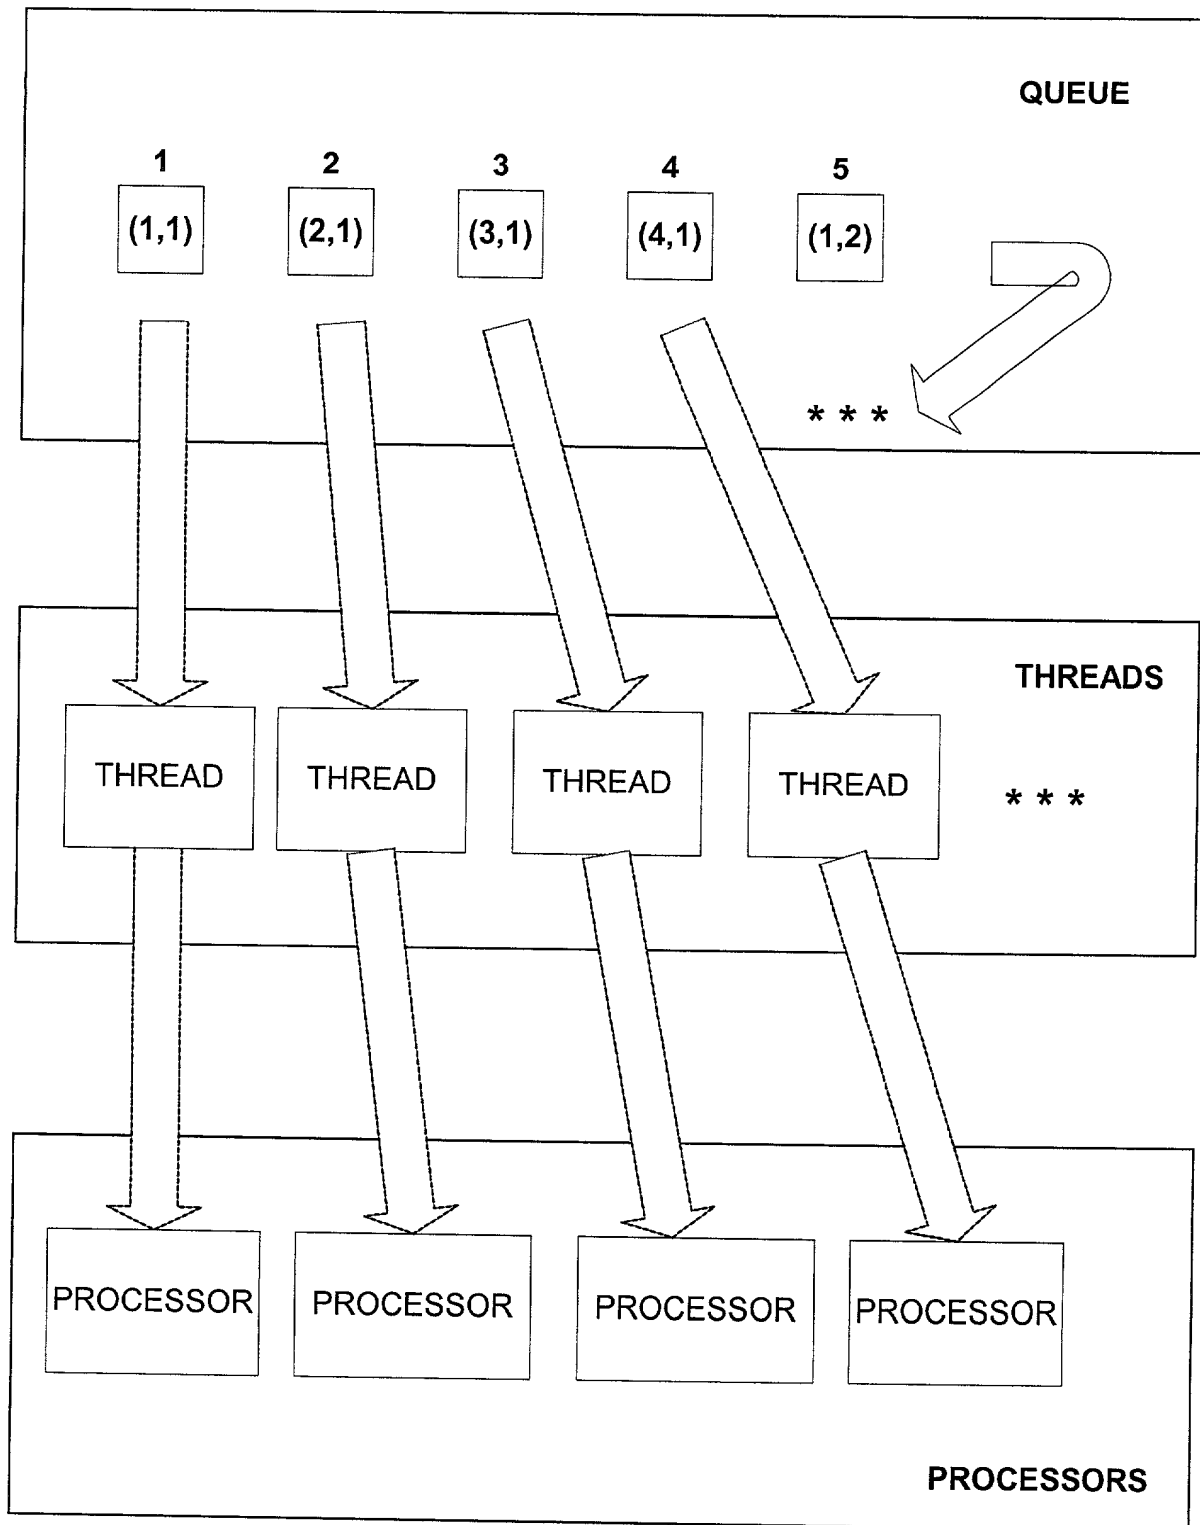 QUEUE
1 2 3 4 5
(1,1) (2,1) (3,1) (4,1) (1,2)
* * *
THREADS
THREAD THREAD THREAD THREAD
* * *
PROCESSOR PROCESSOR PROCESSOR PROCESSOR
PROCESSORS